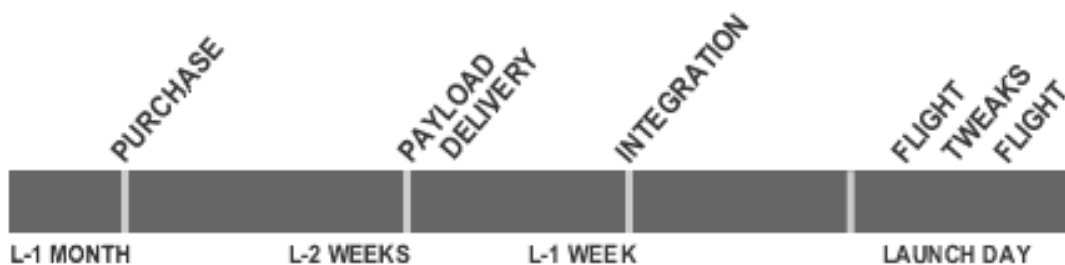 PURCHASE
PAYLOAD
DELIVERY
INTEGRATION
FLIGHT
TWEAKS
FLIGHT
L-1 MONTH
L-2 WEEKS
L-1 WEEK
LAUNCH DAY